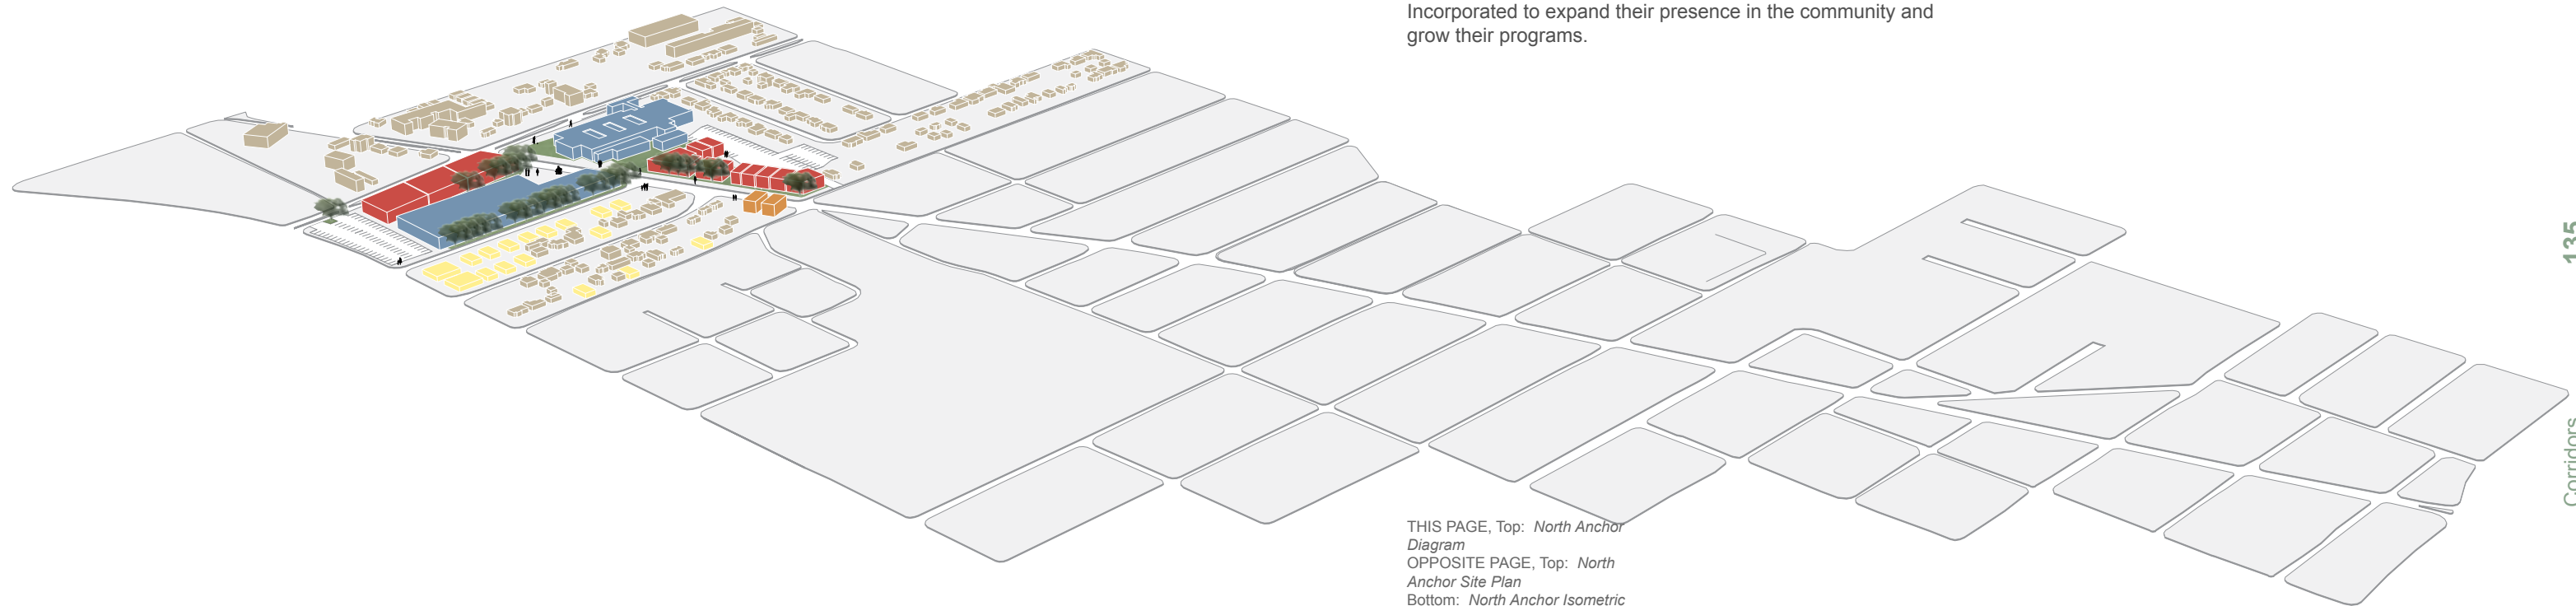 Incorporated to expand their presence in the community and
grow their programs.
THIS PAGE, Top: North Anchor
Diagram
OPPOSITE PAGE, Top: North
Anchor Site Plan
Bottom: North Anchor Isometric
135
Corridors